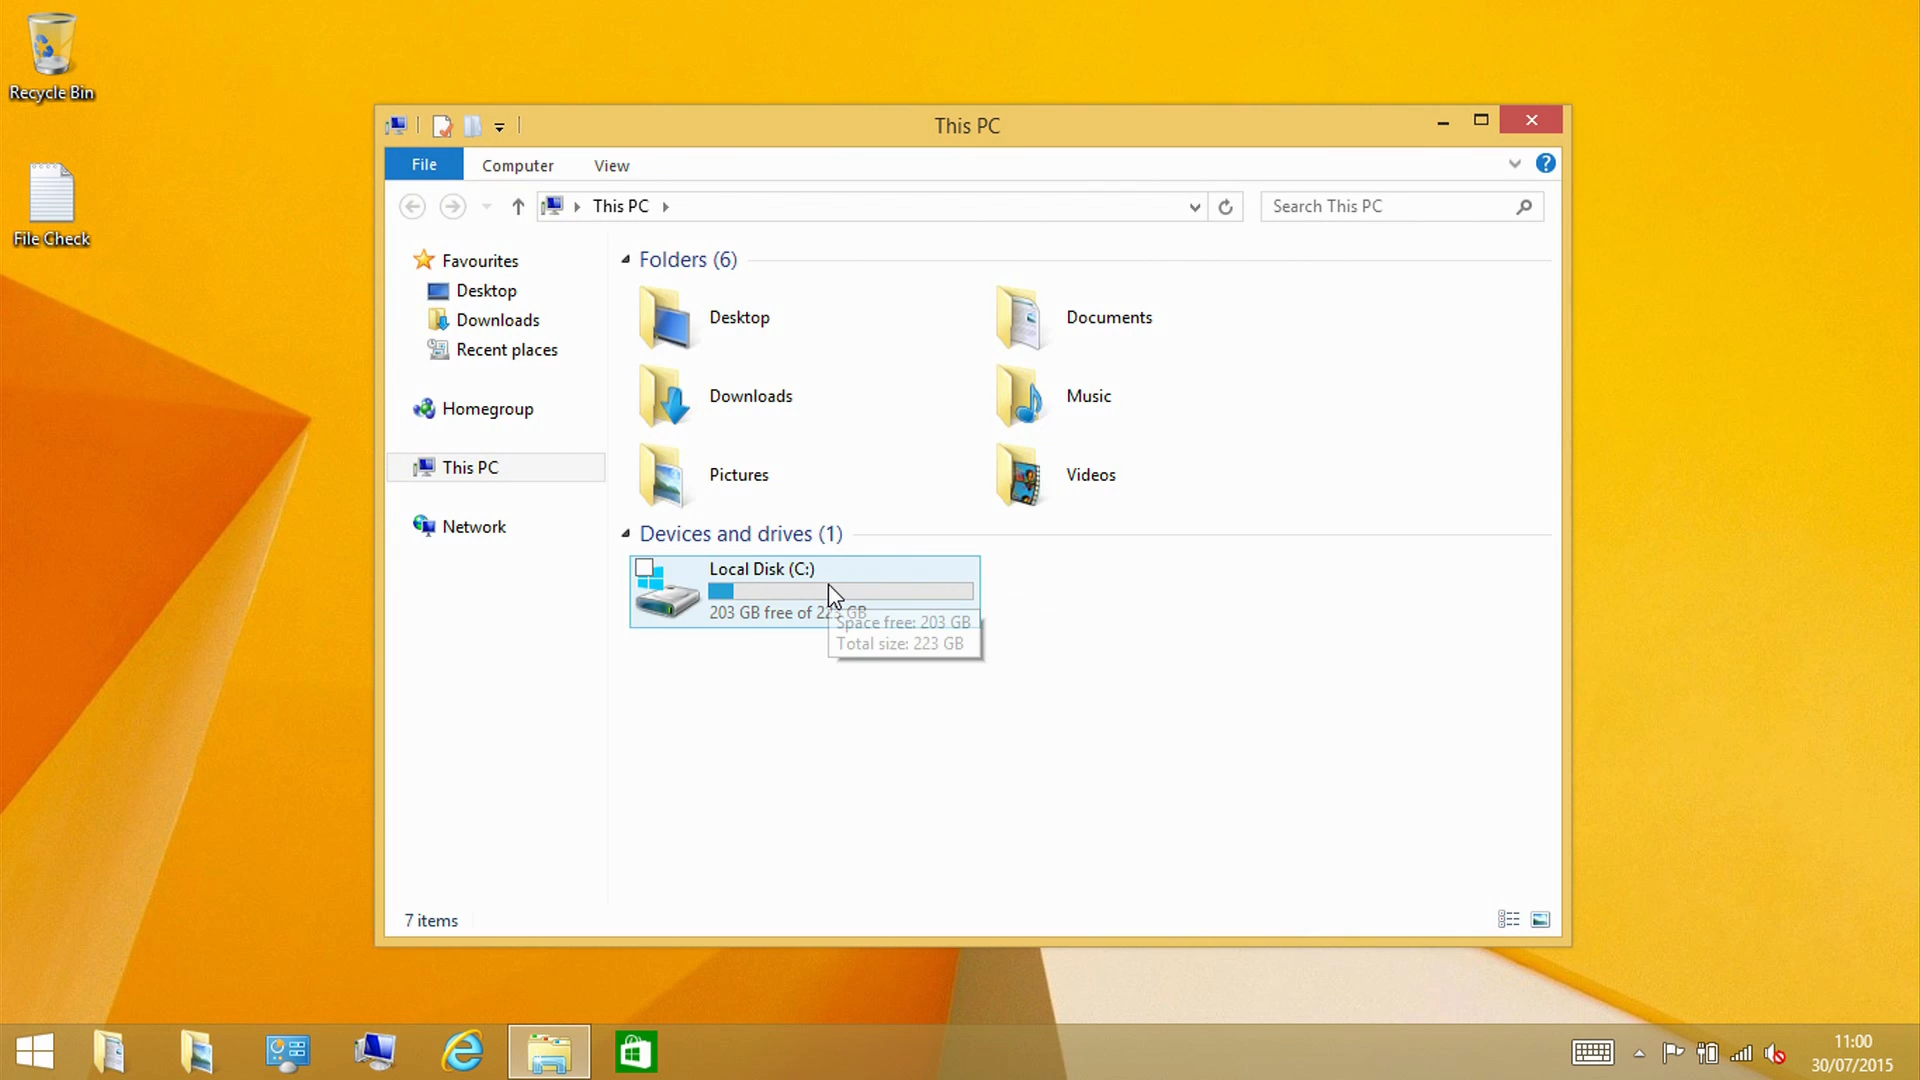 Recycle Bin
File Check
This PC
File
Computer
View
This PC
Search This PC
Favourites
Desktop
Downloads
Recent places
Homegroup
This PC
Network
Folders (6)
Desktop
Documents
Downloads
Music
Pictures
Videos
Devices and drives (1)
Local Disk (C:)
203 GB free of 223 GB
Space free: 203 GB
Total size: 223 GB
7 items
11:00
30/07/2015